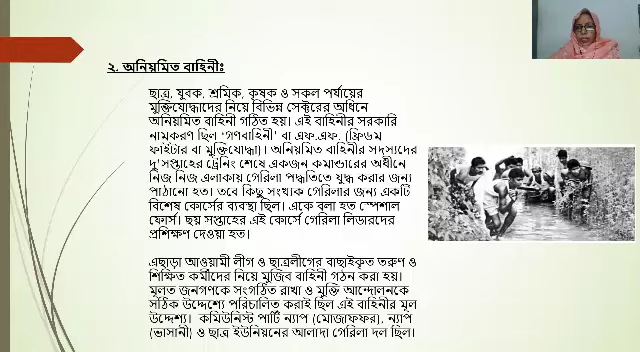 ২. অনিয়মিত বাহিনীঃ
ছাত্র, যুবক, শ্রমিক, কৃষক ও সকল পর্যায়ের
মুক্তিযোদ্ধাদের নিয়ে বিভিন্ন সেক্টরের অধিনে
অনিয়মিত বাহিনী গঠিত হয়। এই বাহিনীর সরকারি
নামকরণ ছিল ‘গণবাহিনী’ বা এফ.এফ. (ফ্রিডম
ফাইটার বা মুক্তিযোদ্ধা)। অনিয়মিত বাহিনীর সদস্যদের
দু'সপ্তাহের ট্রেনিং শেষে একজন কমান্ডারের অধীনে
নিজ নিজ এলাকায় গেরিলা পদ্ধতিতে যুদ্ধ করার জন্য
পাঠানো হত। তবে কিছু সংখ্যক গেরিলার জন্য একটি
বিশেষ কোর্সের ব্যবস্থা ছিল। একে বলা হত স্পেশাল
ফোর্স। ছয় সপ্তাহের এই কোর্সে গেরিলা লিডারদের
প্রশিক্ষণ দেওয়া হত।
এছাড়া আওয়ামী লীগ ও ছাত্রলীগের বাছাইকৃত তরুণ ও
শিক্ষিত কর্মীদের নিয়ে মুজিব বাহিনী গঠন করা হয়।
মূলত জনগণকে সংগঠিত রাখা ও মুক্তি আন্দোলনকে
সঠিক উদ্দেশ্যে পরিচালিত করাই ছিল এই বাহিনীর মূল
উদ্দেশ্য। কমিউনিস্ট পার্টি ন্যাপ (মোজাফফর), ন্যাপ
(ভাসানী) ও ছাত্র ইউনিয়নের আলাদা গেরিলা দল ছিল।